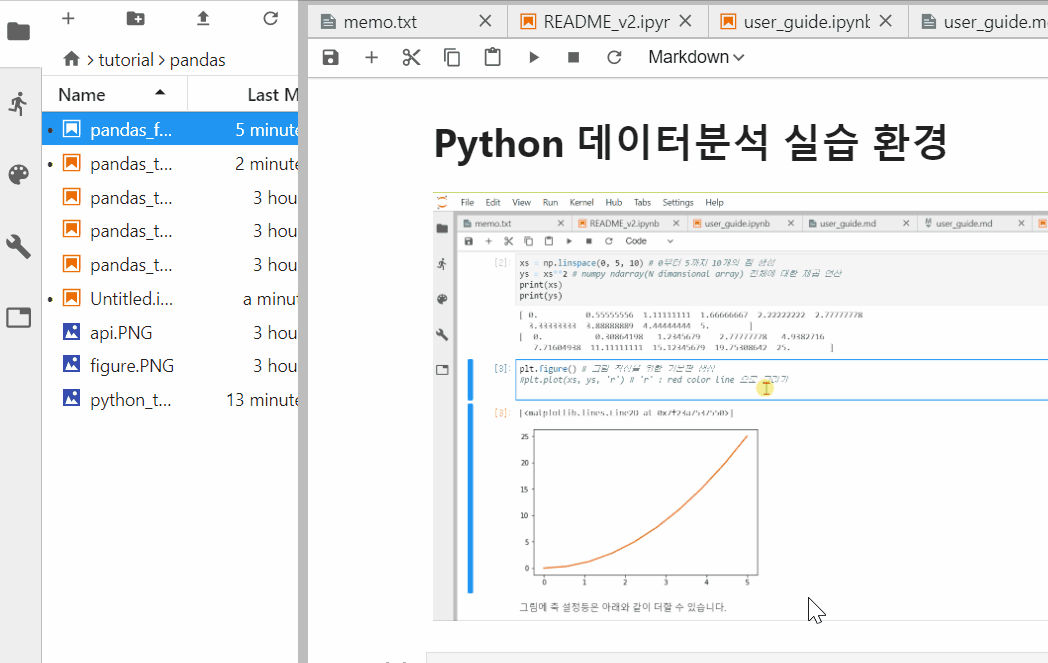 memo.txt README_v2.ipyr user_guide.ipynb user_guide.m
tutorial pandas
Markdown
Name Last M
pandas_f... 5 minute
pandas_t... 2 minute
pandas_t... 3 hou
pandas_t... 3 hou
pandas_t... 3 hou
Untitled.i... a minut
api.PNG 3 hou
figure.PNG 3 hou
python_t... 13 minute
Python 데이터분석 실습 환경
File Edit View Run Kernel Hub Tabs Settings Help
memo.txt README_v2.ipynb user_guide.ipynb user_guide.md user_guide.md
Code
[2]: xs = np.linspace(0, 5, 10) # 0부터 5까지 10개의 점 생성
ys = xs**2 # numpy ndarray(N dimansional array) 전체에 대한 제곱 연산
print(xs)
print(ys)
[ 0. 0.55555556 1.11111111 1.66666667 2.22222222 2.77777778
3.33333333 3.88888889 4.44444444 5. ]
[ 0. 0.30864198 1.2345679 2.77777778 4.9382716
7.71604938 11.11111111 15.12345679 19.75308642 25. ]
[3]: plt.figure() # 그림 작성을 위한 기본판 생성
#plt.plot(xs, ys, 'r') # 'r' : red color line 으로 그리기
[3]: [<matplotlib.lines.Line2D at
25
20
15
10
5
0
0 1 2 3 4 5
그림에 축 설정등은 아래와 같이 더할 수 있습니다.